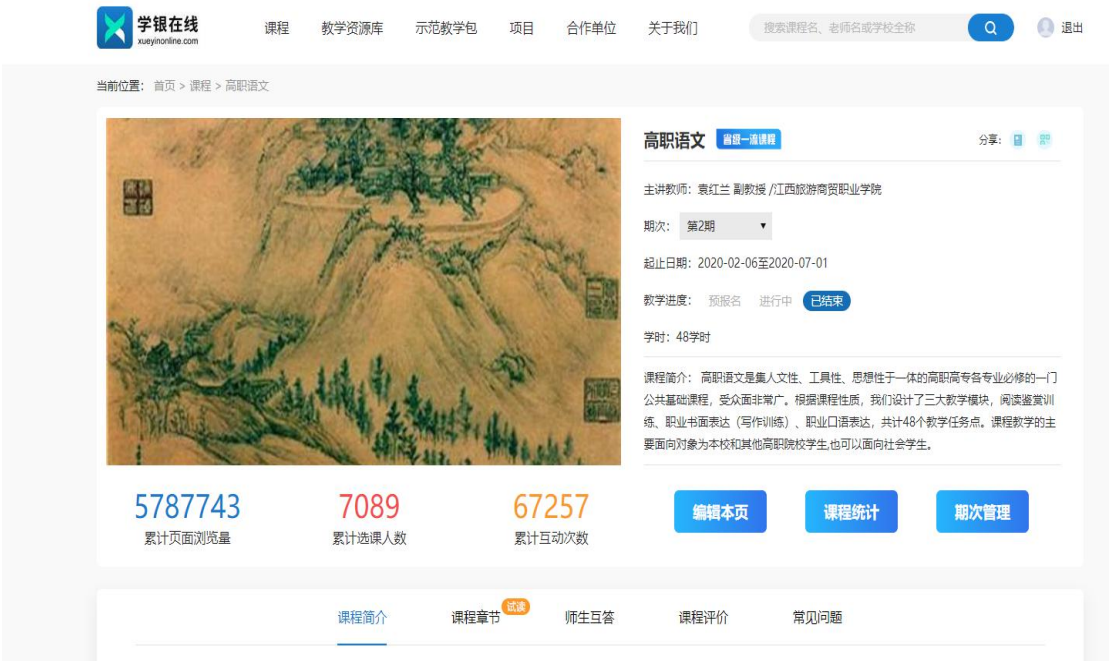 学银在线
xueyinonline.com
课程
教学资源库
示范教学包
项目
合作单位
关于我们
搜索课程名、老师名或学校全称
退出
当前位置： 首页 > 课程 > 高职语文
高职语文 省级一流课程
分享：
主讲教师：袁红兰 副教授 /江西旅游商贸职业学院
期次： 第2期
起止日期：2020-02-06至2020-07-01
教学进度： 预报名 进行中 已结束
学时：48学时
课程简介： 高职语文是集人文性、工具性、思想性于一体的高职高专各专业必修的一门
公共基础课程，受众面非常广。根据课程性质，我们设计了三大教学模块，阅读鉴赏训
练、职业书面表达（写作训练）、职业口语表达，共计48个教学任务点。课程教学的主
要面向对象为本校和其他高职院校学生,也可以面向社会学生。
5787743
累计页面浏览量
7089
累计选课人数
67257
累计互动次数
编辑本页
课程统计
期次管理
课程简介
课程章节
试读
师生互答
课程评价
常见问题